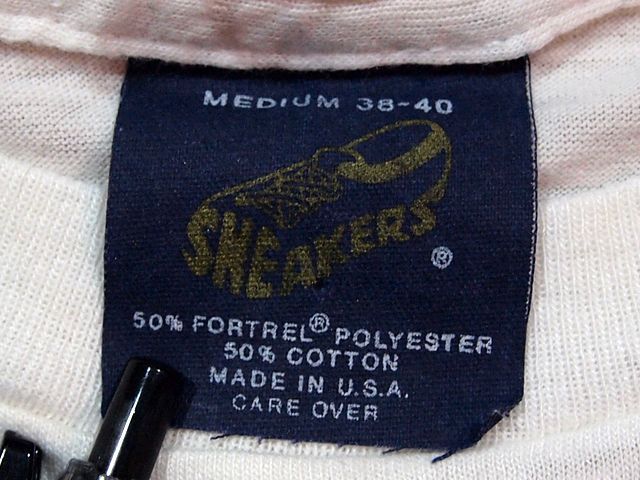 MEDIUM 38-40
SNEAKERS
®
50% FORTREL® POLYESTER
50% COTTON
MADE IN U.S.A.
CARE OVER